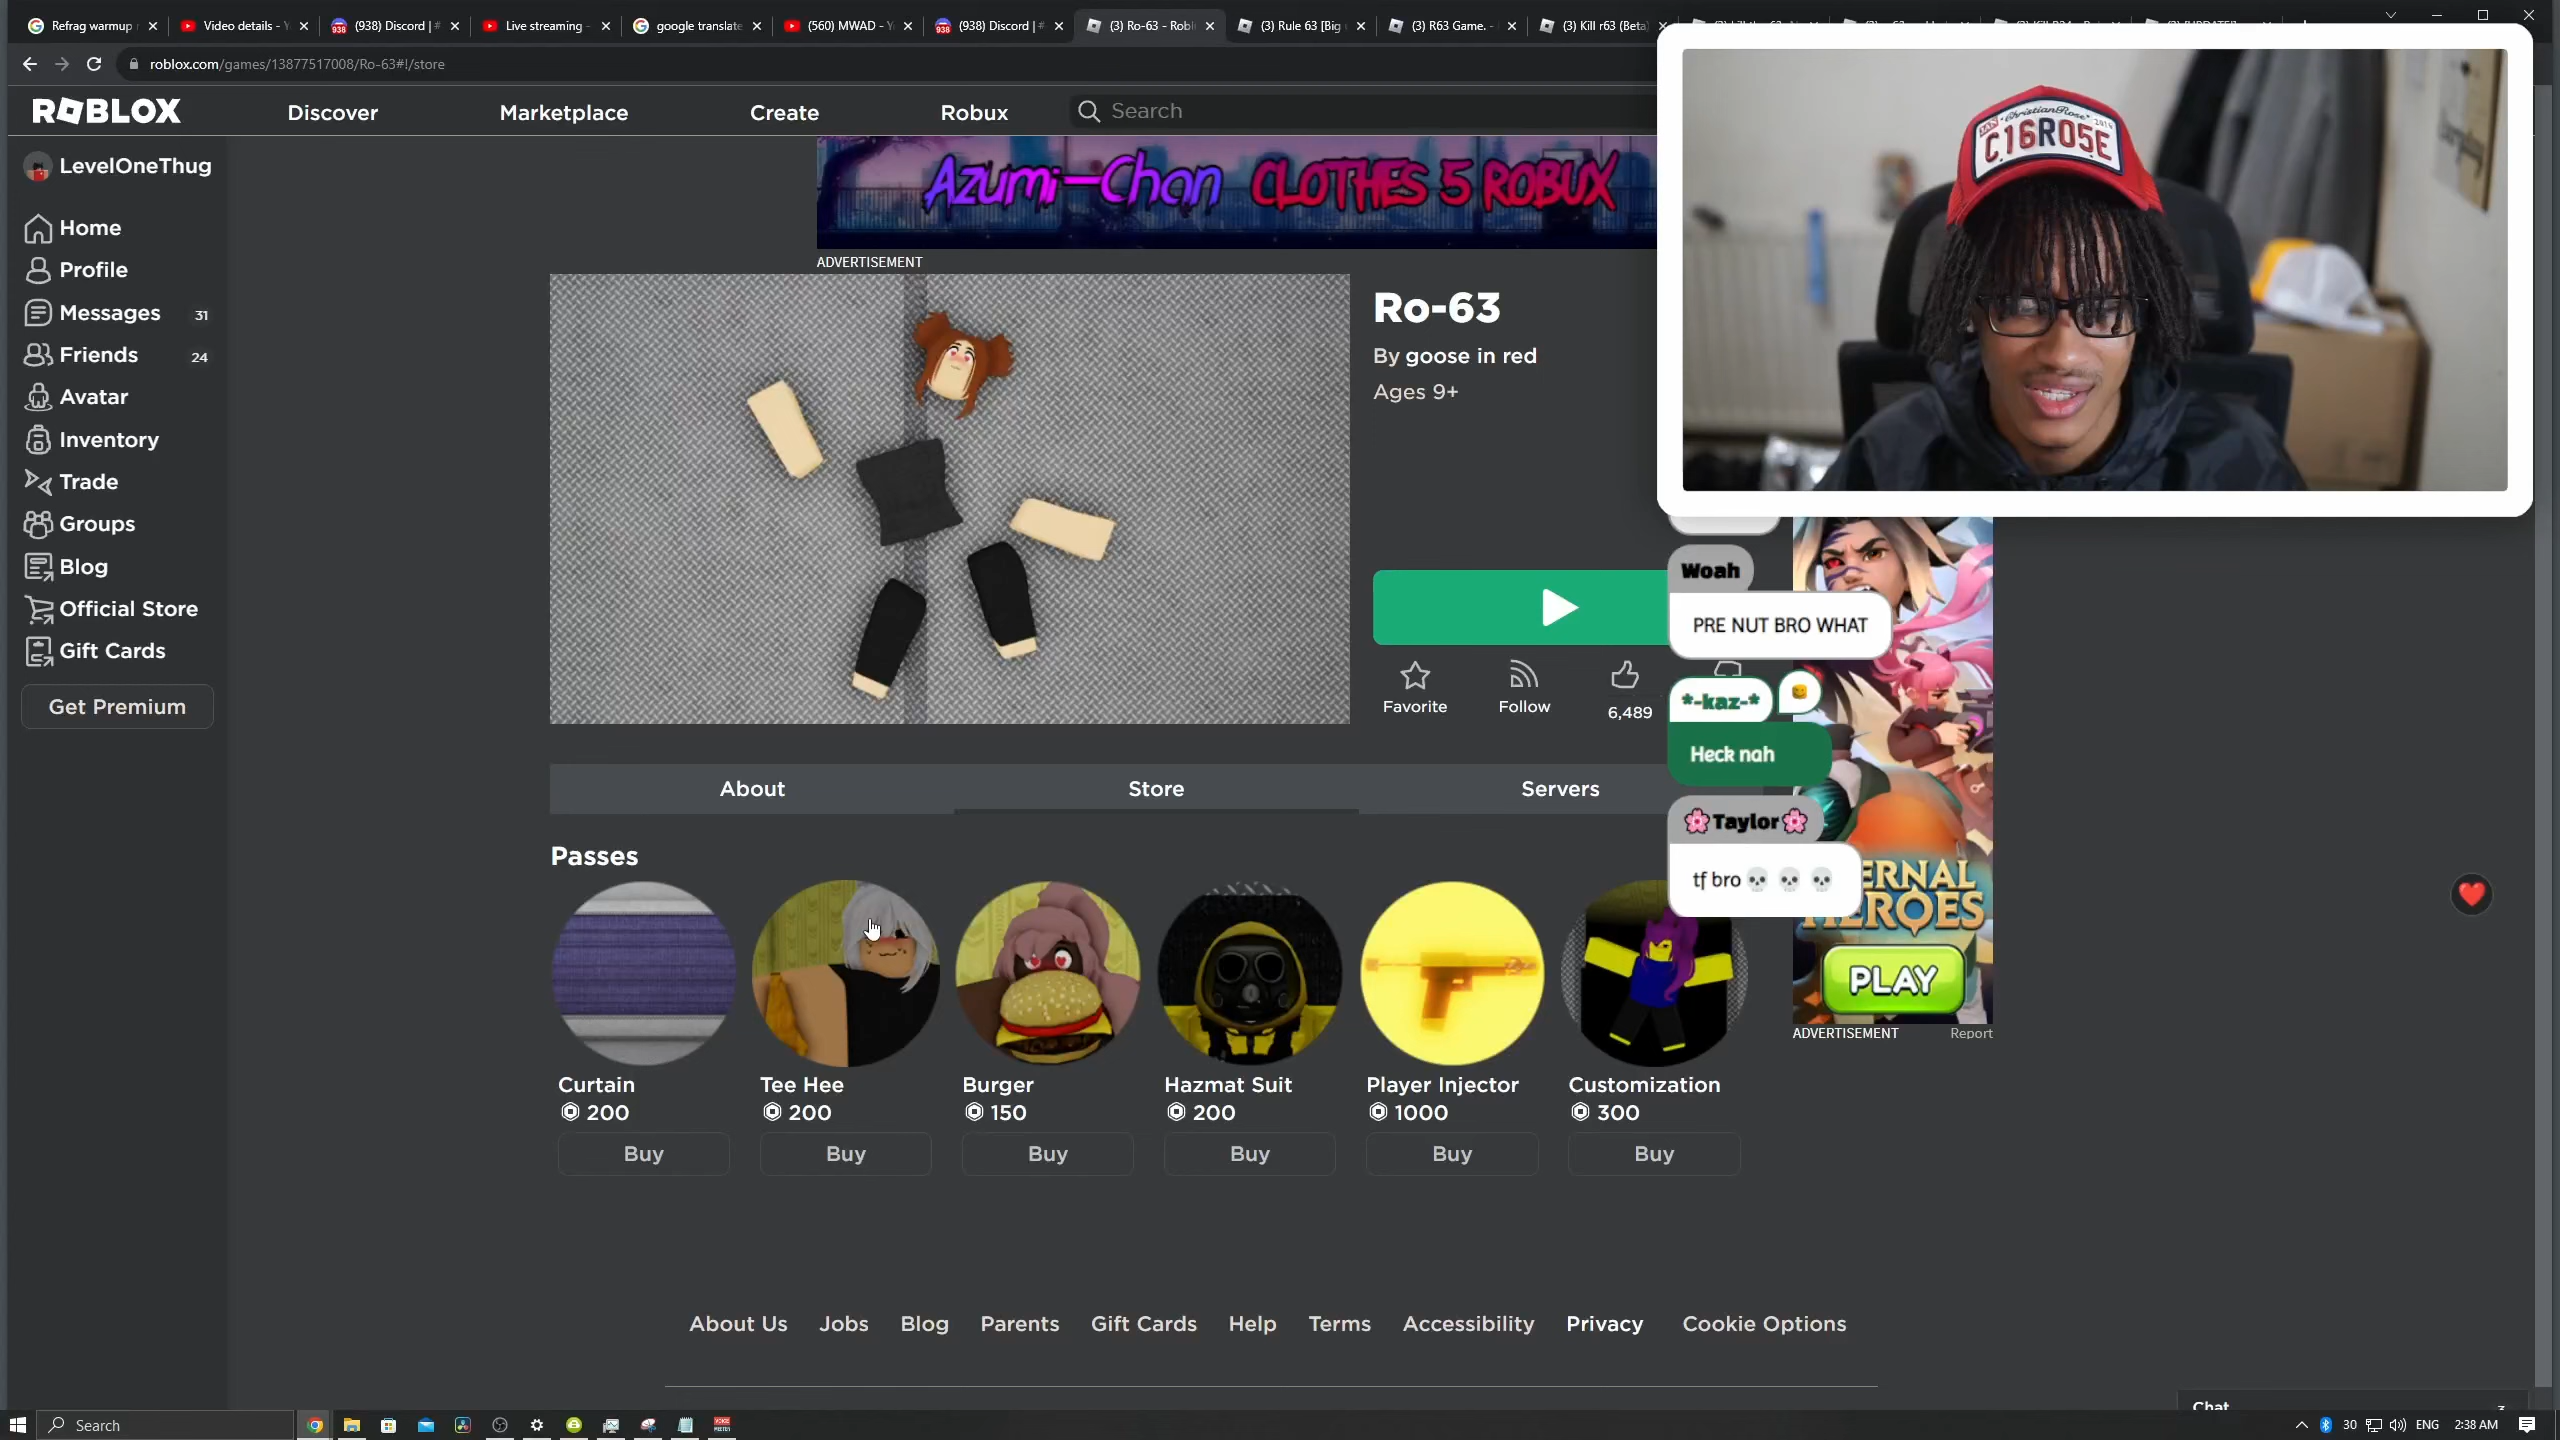 Refrag warmup
Video details - Y
(938) Discord | #
Live streaming -
google translate
(560) MWAD - Y
(938) Discord | #
(3) Ro-63 - Robl
(3) Rule 63 [Big
(3) R63 Game. -
(3) Kill r63 (Beta)
roblox.com/games/13877517008/Ro-63#!/store
ROBLOX
Discover
Marketplace
Create
Robux
Search
LevelOneThug
Home
Profile
Messages 31
Friends 24
Avatar
Inventory
Trade
Groups
Blog
Official Store
Gift Cards
Get Premium
Azumi-Chan CLOTHES 5 ROBUX
ADVERTISEMENT
Ro-63
By goose in red
Ages 9+
Favorite
Follow
6,489
ChristianRose 2016
C16ROSE
Woah
PRE NUT BRO WHAT
*-kaz-*
Heck nah
🌸Taylor🌸
tf bro💀 💀 💀
ERNAL
HEROES
PLAY
ADVERTISEMENT
Report
About
Store
Servers
Passes
Curtain
200
Buy
Tee Hee
200
Buy
Burger
150
Buy
Hazmat Suit
200
Buy
Player Injector
1000
Buy
Customization
300
Buy
About Us
Jobs
Blog
Parents
Gift Cards
Help
Terms
Accessibility
Privacy
Cookie Options
Chat
Search
30
ENG
2:38 AM